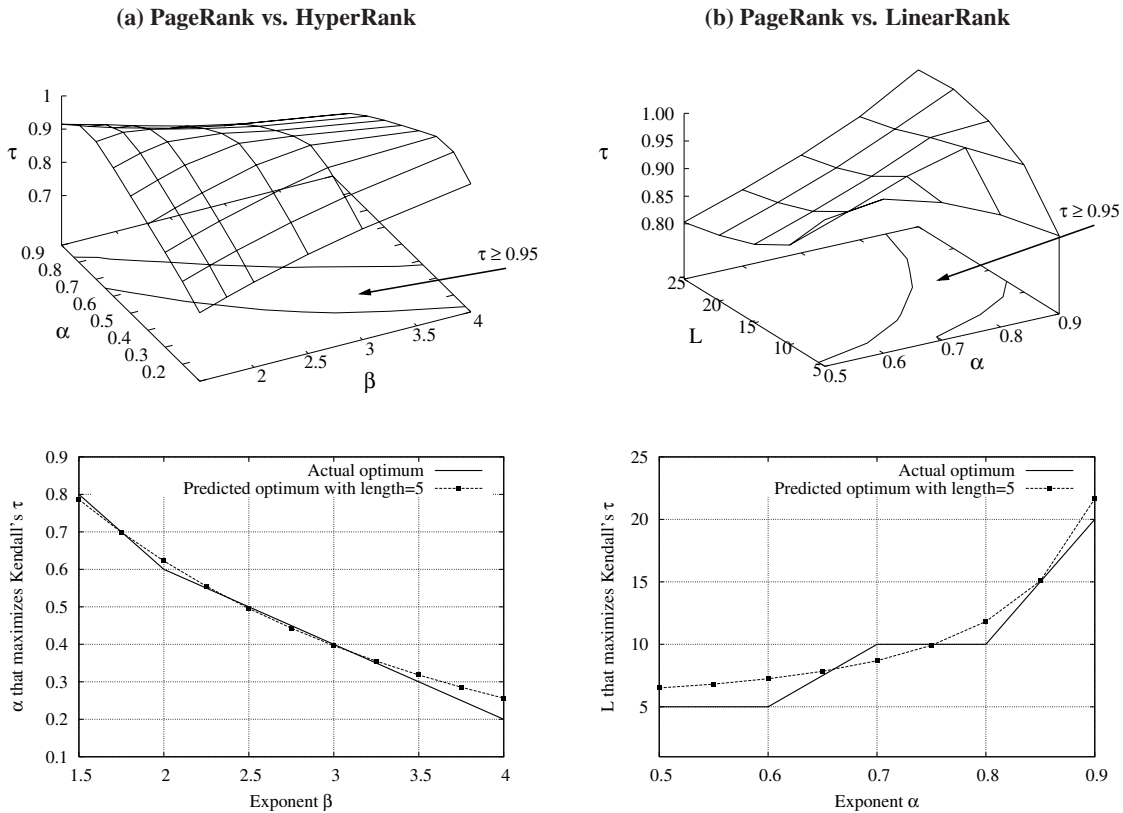 (a) PageRank vs. HyperRank
1
0.9
0.8
0.7
τ
0.9
0.8
0.7
0.6
0.5
0.4
0.3
0.2
α
2
2.5
3
3.5
4
β
τ ≥ 0.95
(b) PageRank vs. LinearRank
1.00
0.95
0.90
0.85
0.80
τ
25
20
15
10
5
L
0.5
0.6
0.7
0.8
0.9
α
τ ≥ 0.95
0.9
0.8
0.7
0.6
0.5
0.4
0.3
0.2
0.1
α that maximizes Kendall's τ
Actual optimum
Predicted optimum with length=5
1.5 2 2.5 3 3.5 4
Exponent β
25
20
15
10
5
L that maximizes Kendall's τ
Actual optimum
Predicted optimum with length=5
0.5 0.6 0.7 0.8 0.9
Exponent α